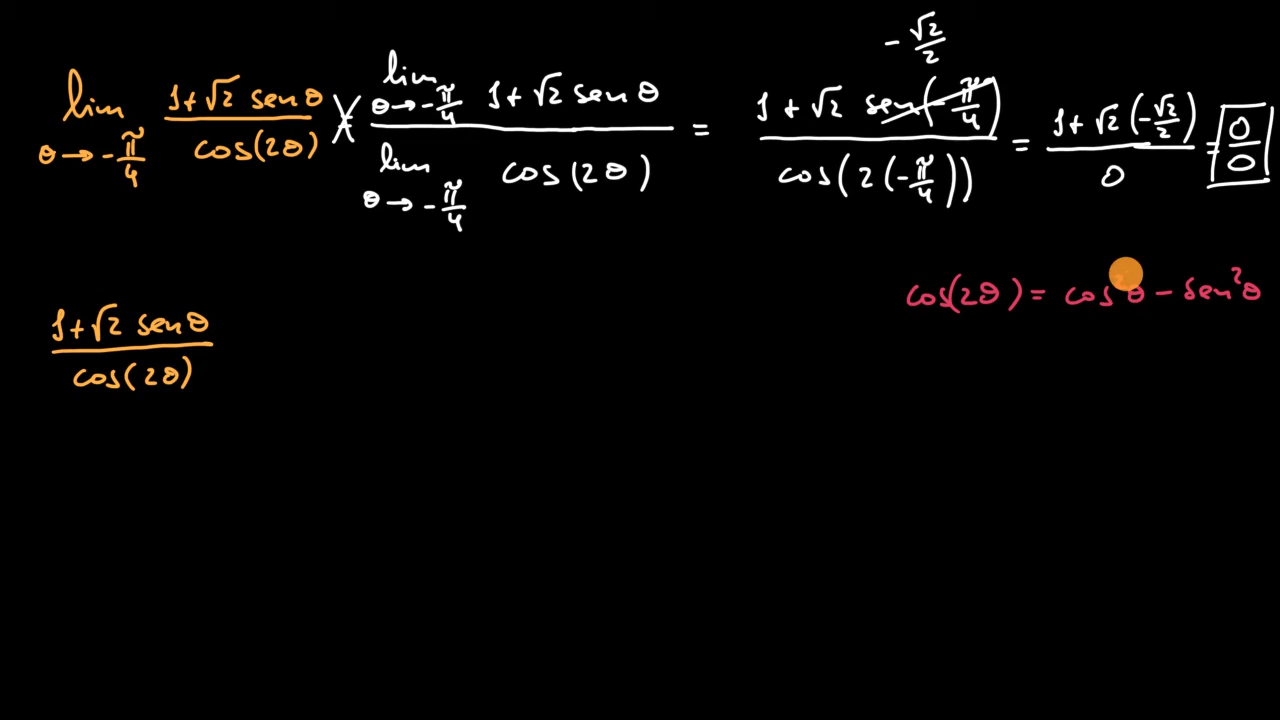 -√2/2
lim θ→-π/4 (1+√2 sen θ)/cos(2θ) ≠ (lim θ→-π/4 1+√2 sen θ)/(lim θ→-π/4 cos(2θ)) = (1+√2 sen(-π/4))/(cos(2(-π/4))) = (1+√2(-√2/2))/0 = 0/0
cos(2θ) = cos²θ - sen²θ
(1+√2 sen θ)/cos(2θ)